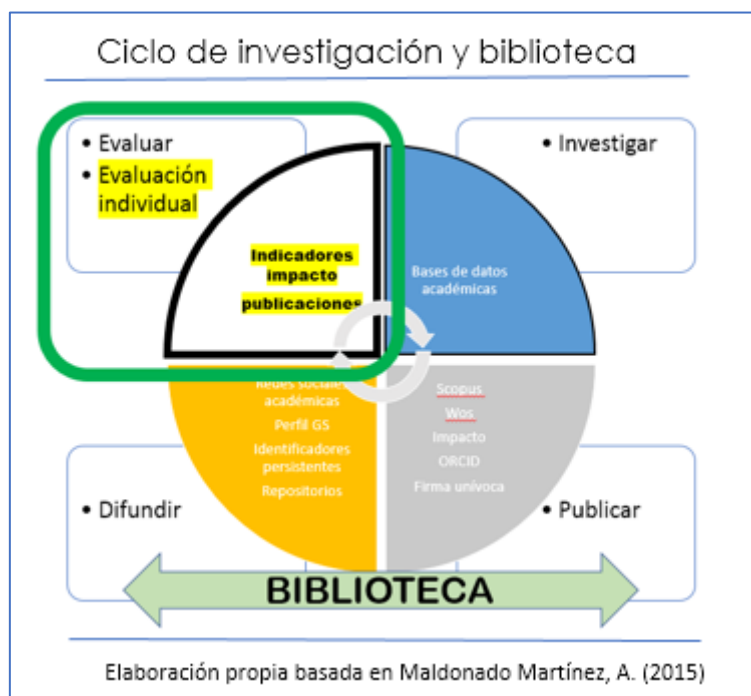 Ciclo de investigación y biblioteca
• Evaluar
• Evaluación
individual
• Investigar
Indicadores
impacto
publicaciones
Bases de datos
académicas
Redes sociales
académicas
Perfil GS
Identificadores
persistentes
Repositorios
Scopus
Wos
Impacto
ORCID
Firma unívoca
• Difundir
• Publicar
BIBLIOTECA
Elaboración propia basada en Maldonado Martínez, A. (2015)